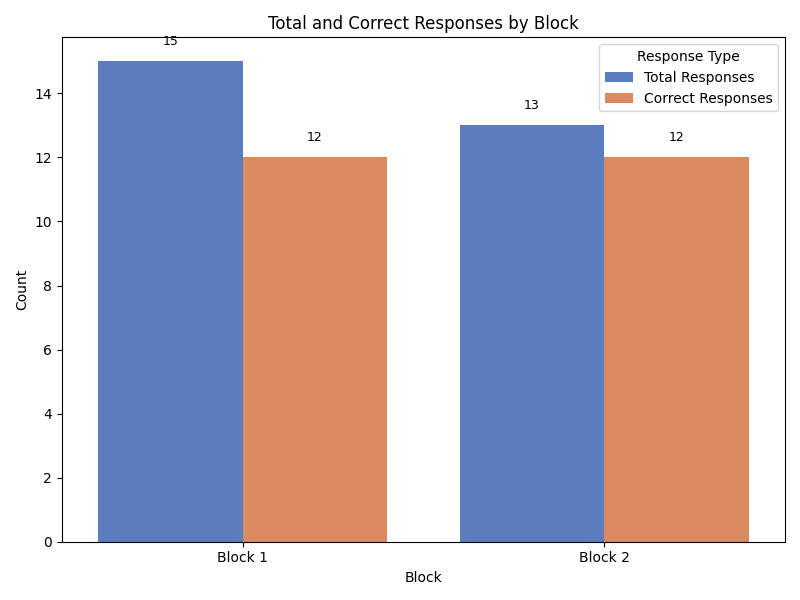 Total and Correct Responses by Block
15
12
13
12
Response Type
Total Responses
Correct Responses
14
12
10
8
6
4
2
0
Count
Block 1
Block 2
Block